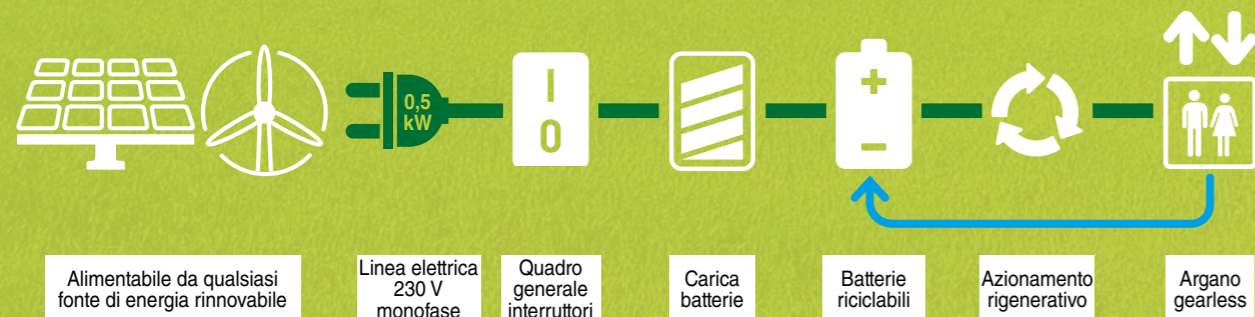 0,5
kW
I
0
+
−
Alimentabile da qualsiasi
fonte di energia rinnovabile
Linea elettrica
230 V
monofase
Quadro
generale
interruttori
Carica
batterie
Batterie
riciclabili
Azionamento
rigenerativo
Argano
gearless